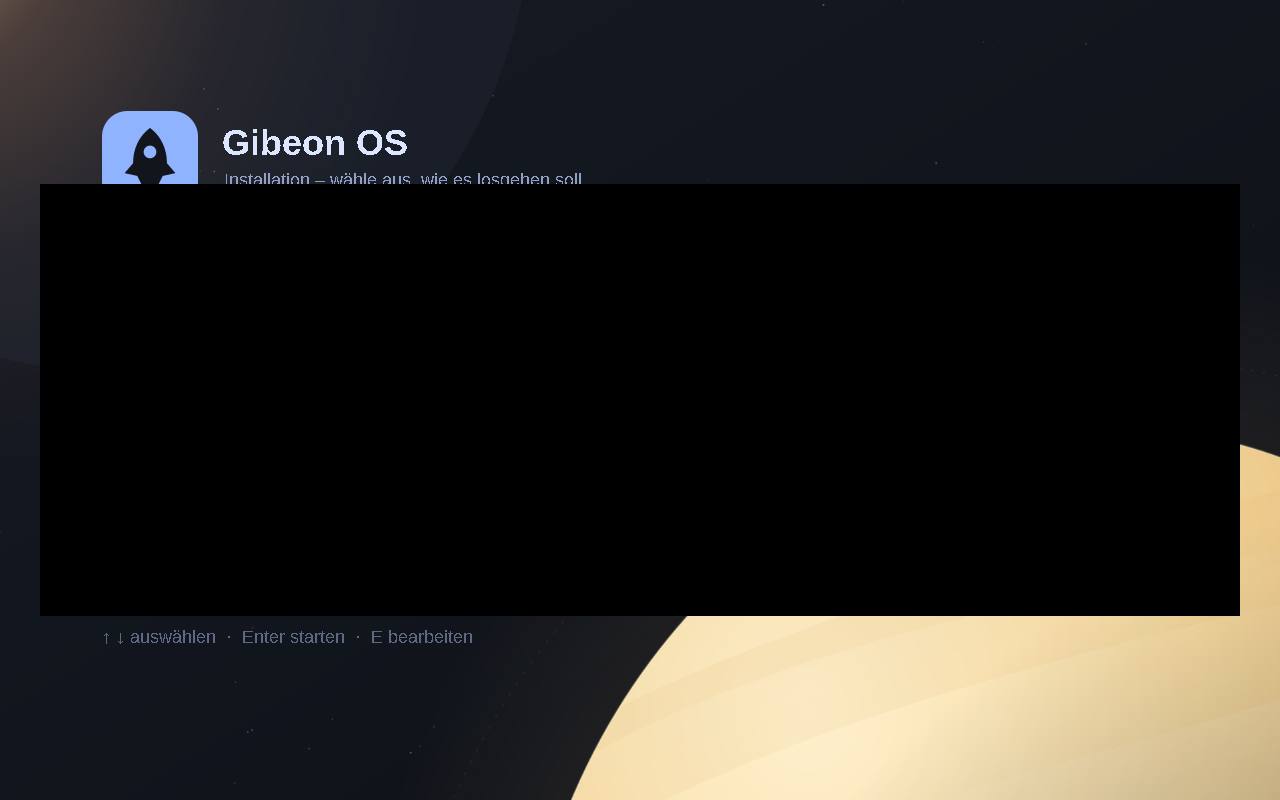 Gibeon OS
Installation – wähle aus, wie es losgehen soll
↑ ↓ auswählen · Enter starten · E bearbeiten